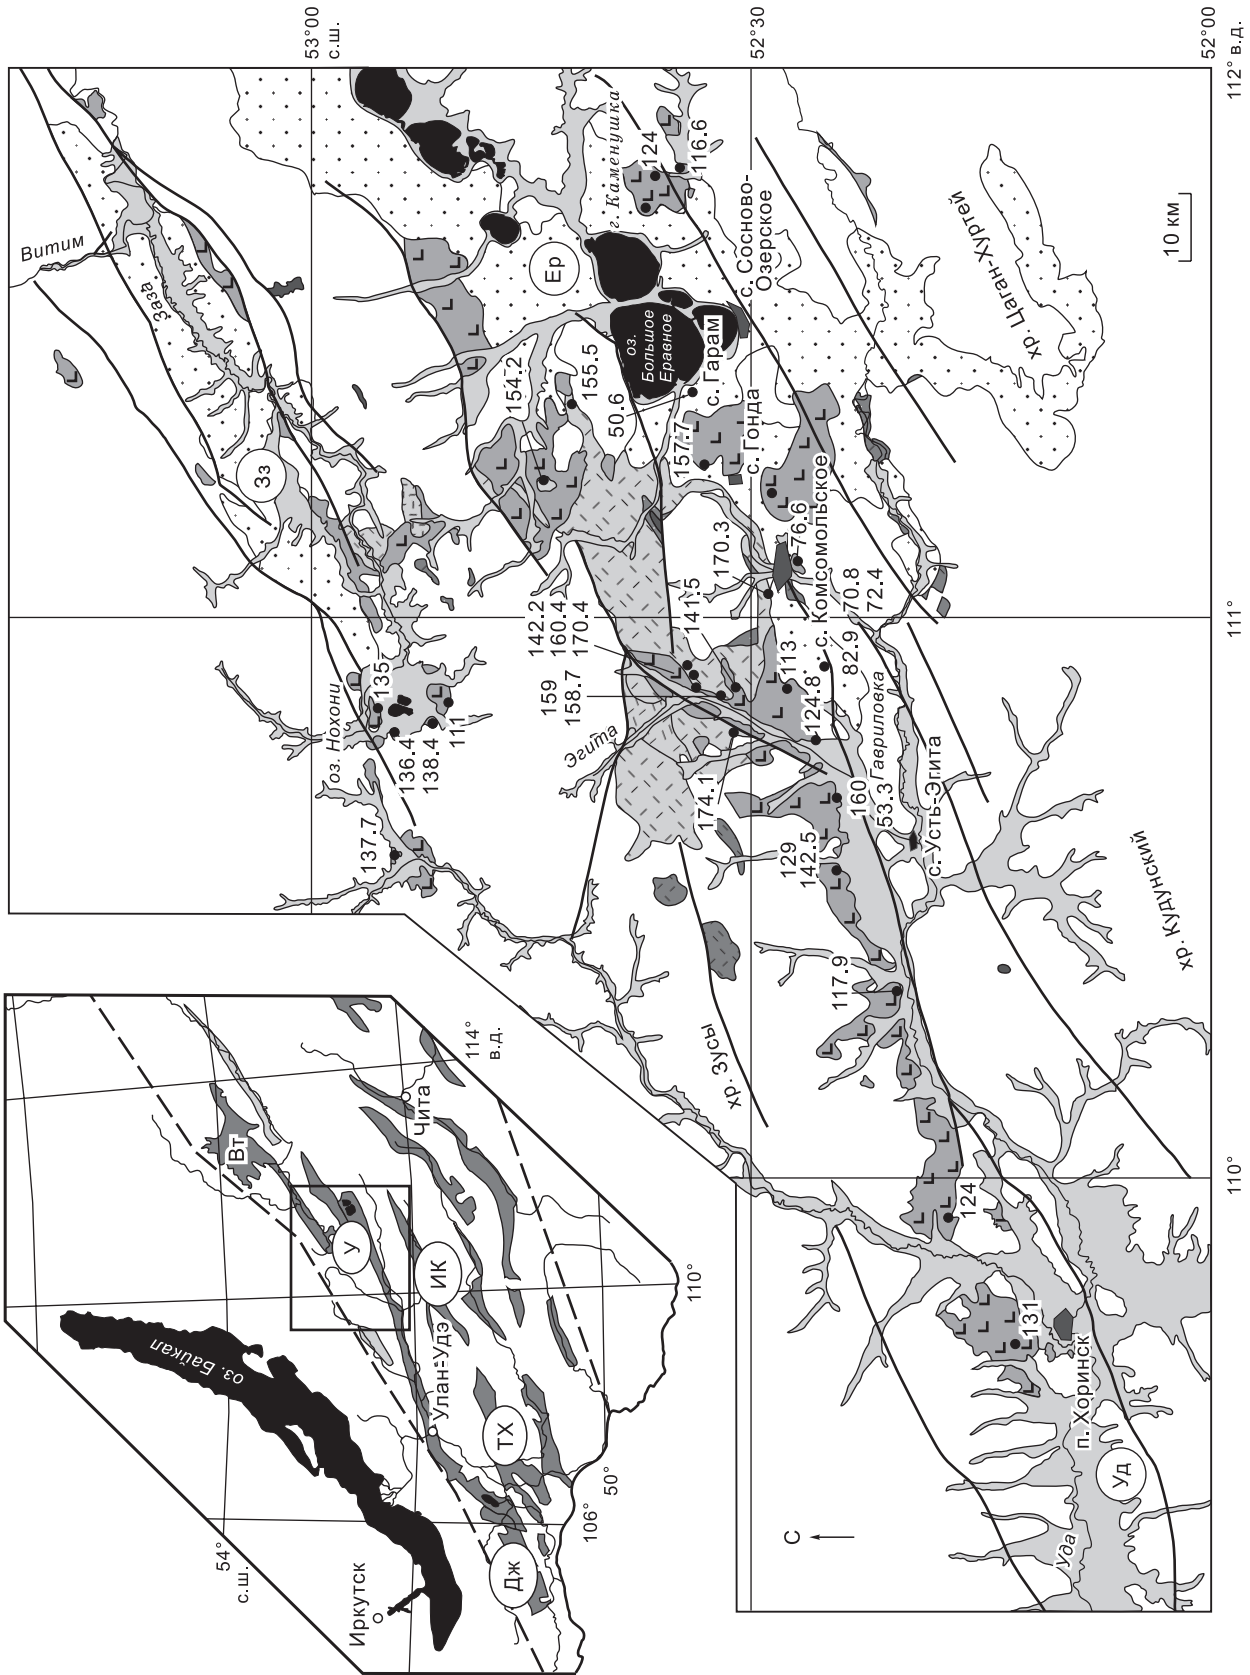 53°00
с.ш.
52°30
52°00
112° в.д.
111°
110°
Витим
Заза
Зз
Ер
г. Каменушка
124
116.6
с. Сосново-
Озерское
хр. Цаган-Хуртей
10 км
оз.
Большое
Еравное
с. Гарам
50.6
155.5
154.2
157.7
с. Гонда
76.6
170.3
с. Комсомольское
70.8
72.4
82.9
142.2
160.4
170.4
141.5
159
158.7
113
124.8
Эгита
174.1
Гавриловка
160
53.3
с. Усть-Эгита
129
142.5
117.9
хр. Кудунский
хр. Зусы
оз. Нохони
135
136.4
138.4
111
137.7
124
131
п. Хоринск
Уд
Уда
С
54°
с.ш.
Иркутск
оз. Байкал
Вт
У
ИК
Улан-Удэ
ТХ
Дж
Чита
114°
в.д.
110°
106°
50°